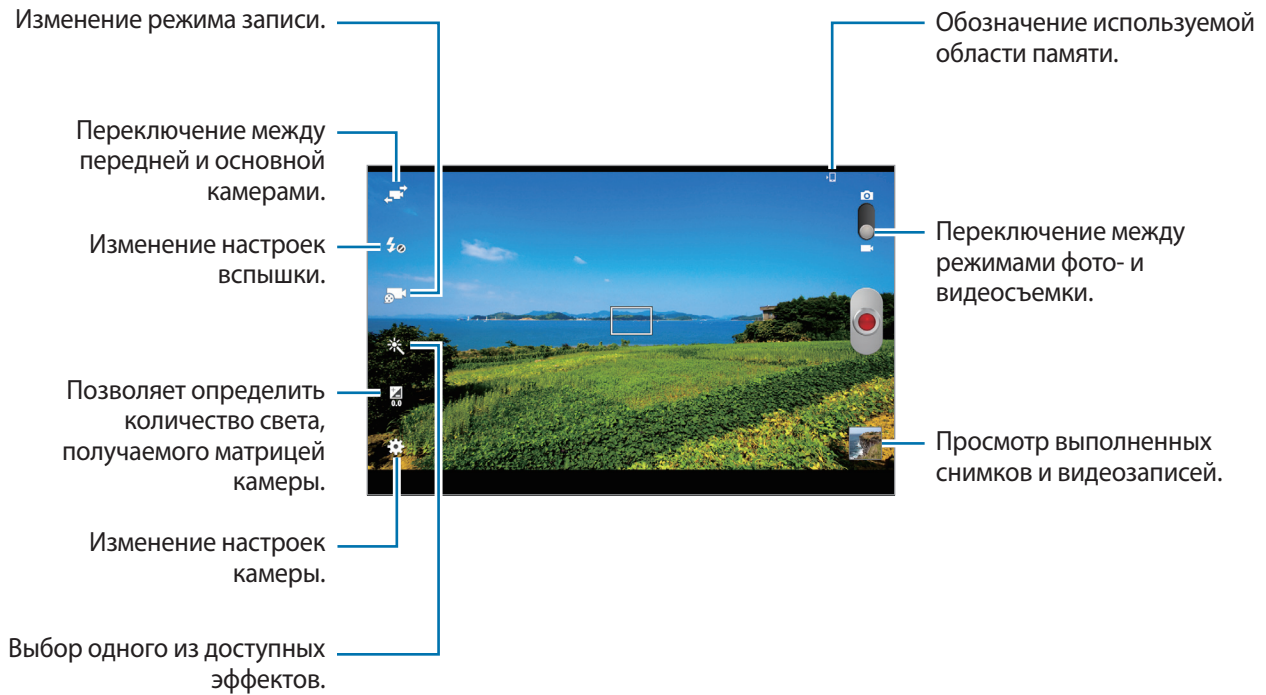 Изменение режима записи.
Переключение между
передней и основной
камерами.
Изменение настроек
вспышки.
Позволяет определить
количество света,
получаемого матрицей
камеры.
Изменение настроек
камеры.
Выбор одного из доступных
эффектов.
0.0
Обозначение используемой
области памяти.
Переключение между
режимами фото- и
видеосъемки.
Просмотр выполненных
снимков и видеозаписей.